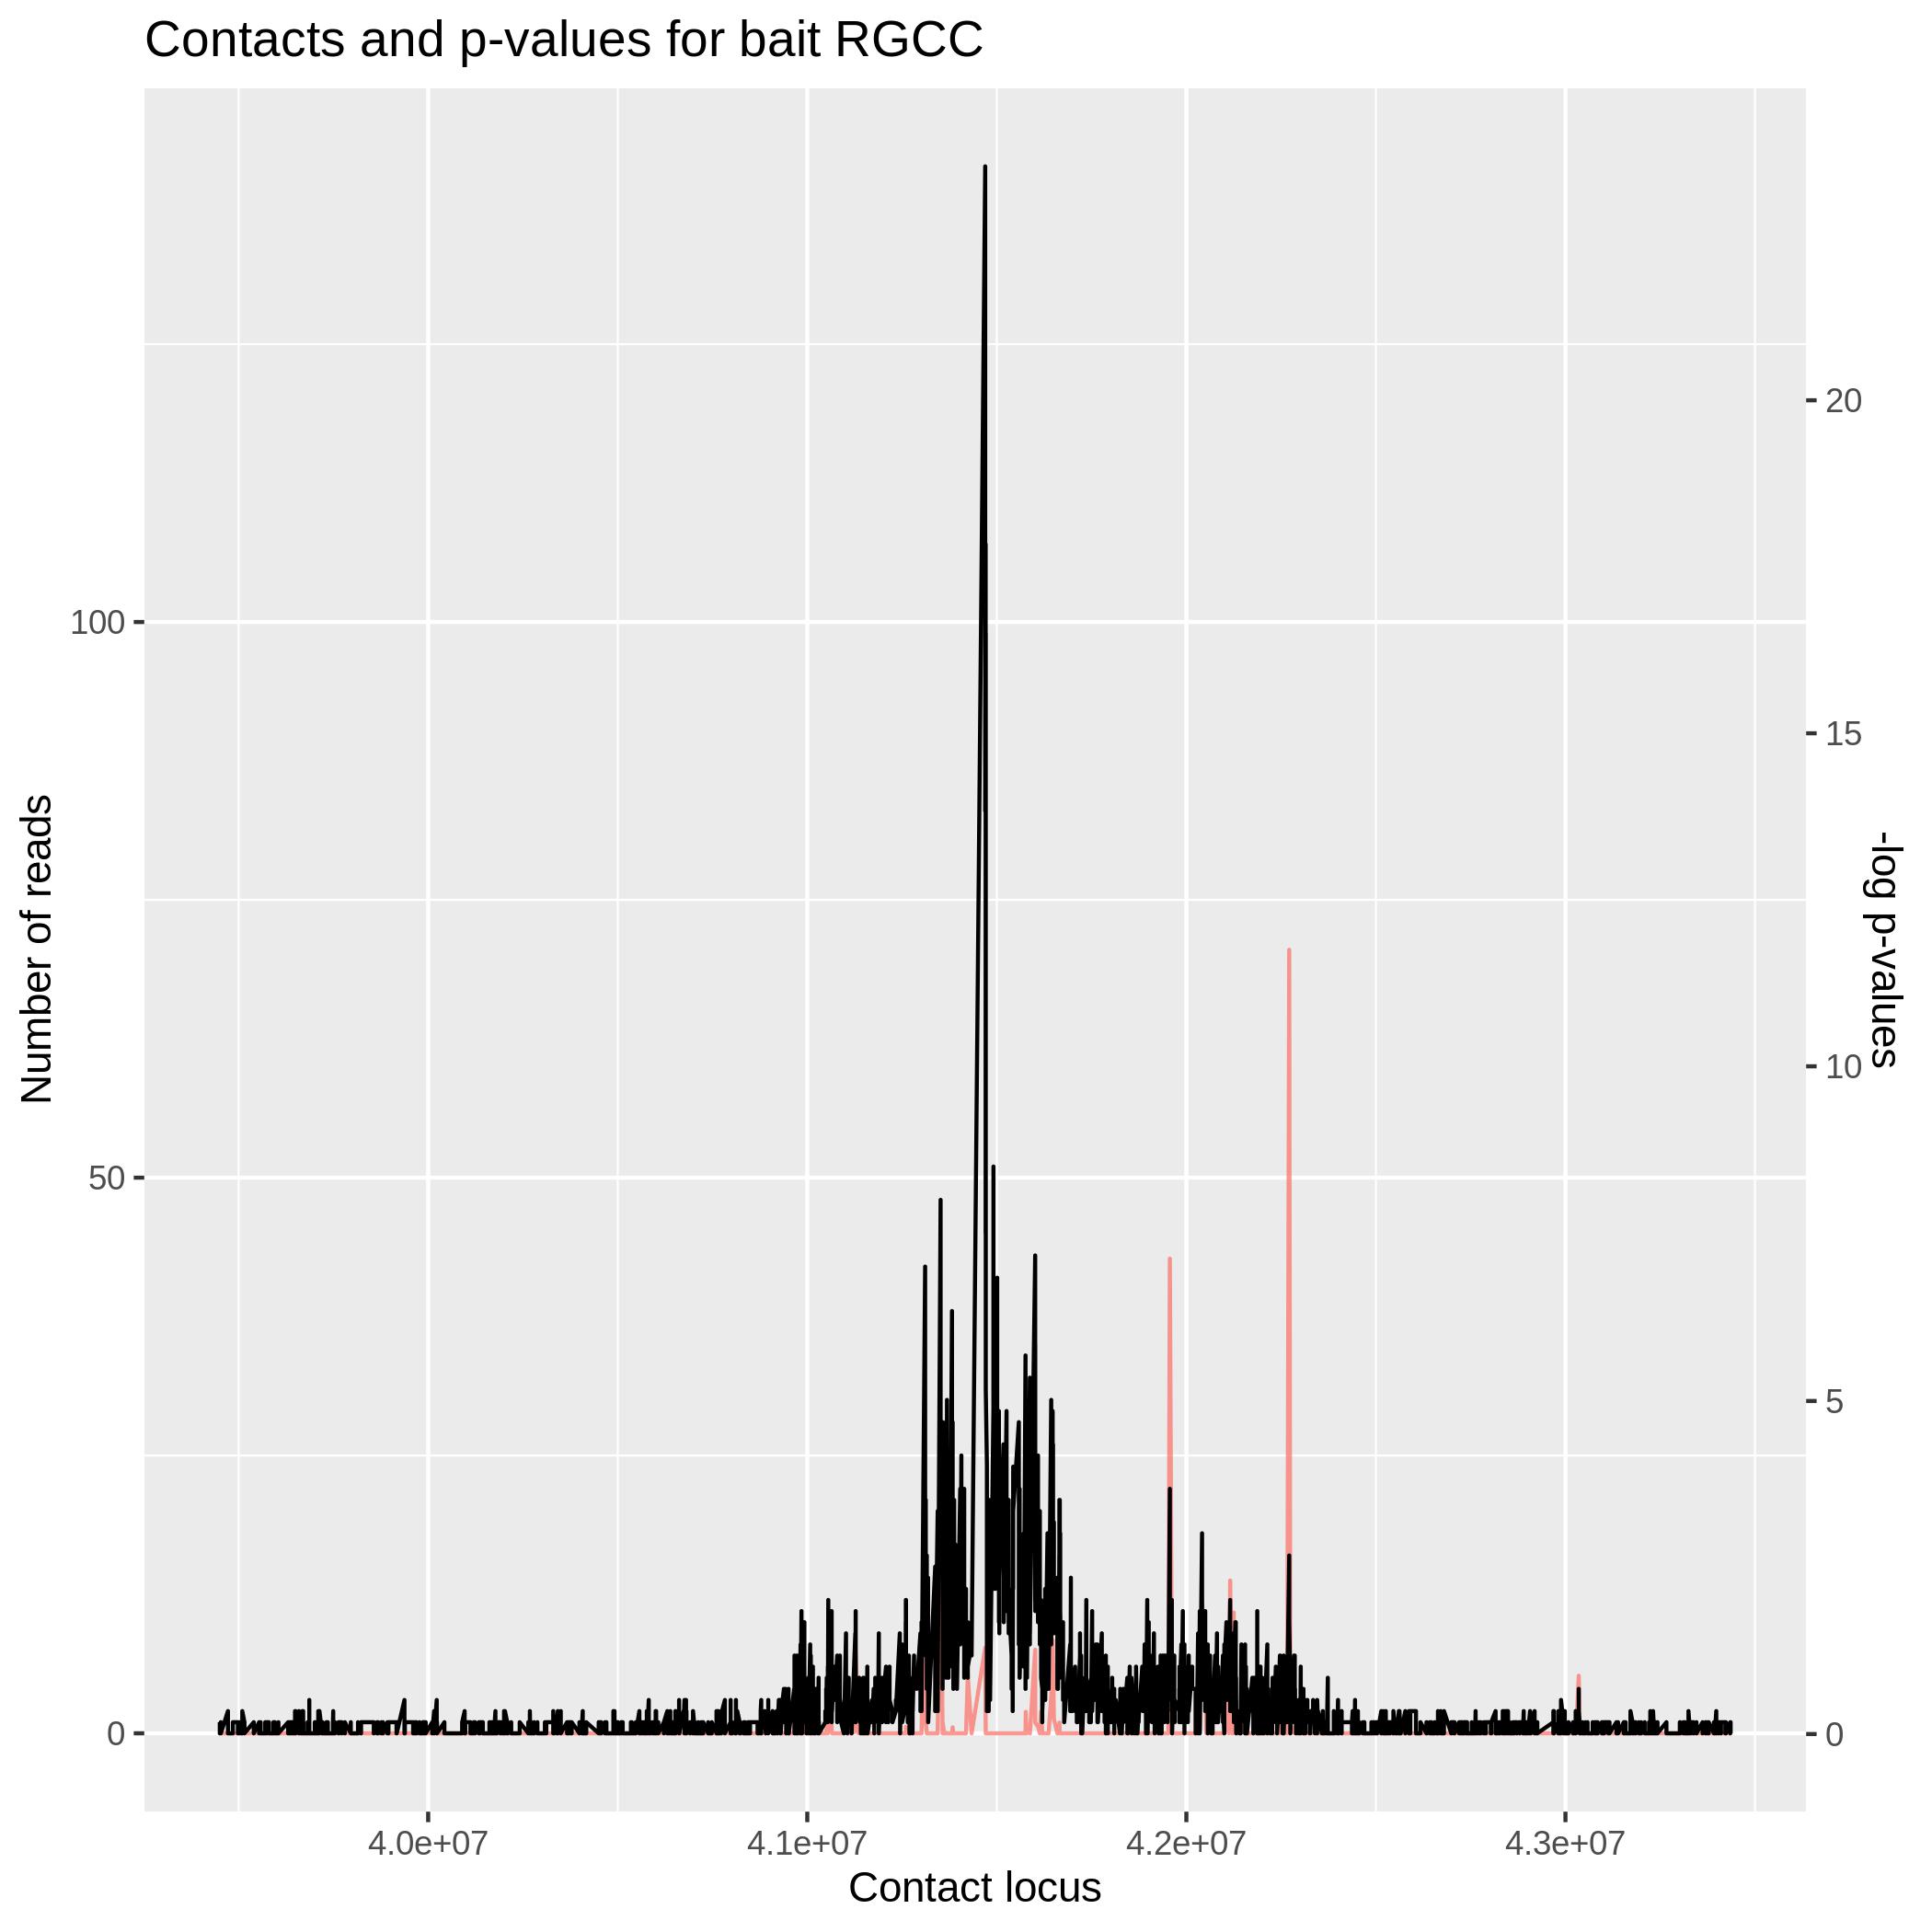 Contacts and p-values for bait RGCC
Number of reads
100
50
0
20
15
10
5
0
-log p-values
4.0e+07
4.1e+07
4.2e+07
4.3e+07
Contact locus